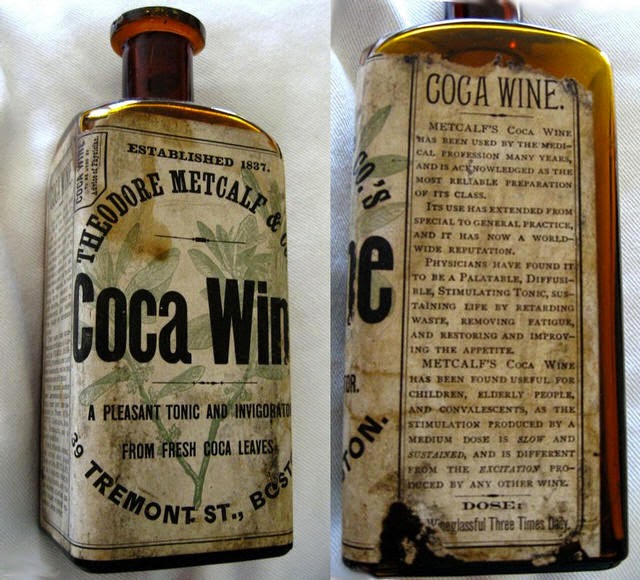 ESTABLISHED 1837.
THEODORE METCALF & CO
Coca Win
A PLEASANT TONIC AND INVIGORATOR
FROM FRESH COCA LEAVES
39 TREMONT ST., BOST
COCA WINE
CO.'S
ne
OR.
TON.
COCA WINE.
METCALF'S COCA WINE
HAS BEEN USED BY THE MEDI-
CAL PROFESSION MANY YEARS,
AND IS ACKNOWLEDGED AS THE
MOST RELIABLE PREPARATION
OF ITS CLASS.
ITS USE HAS EXTENDED FROM
SPECIAL TO GENERAL PRACTICE,
AND IT HAS NOW A WORLD-
WIDE REPUTATION.
PHYSICIANS HAVE FOUND IT
TO BE A PALATABLE, DIFFUSI-
BLE, STIMULATING TONIC, SUS-
TAINING LIFE BY RETARDING
WASTE, REMOVING FATIGUE,
AND RESTORING AND IMPROV-
ING THE APPETITE.
METCALF'S COCA WINE
HAS BEEN FOUND USEFUL FOR
CHILDREN, ELDERLY PEOPLE,
AND CONVALESCENTS, AS THE
STIMULATION PRODUCED BY A
MEDIUM DOSE IS SLOW AND
SUSTAINED, AND IS DIFFERENT
FROM THE EXCITATION PRO-
DUCED BY ANY OTHER WINE.
DOSE:
Wineglassful Three Times Daily.